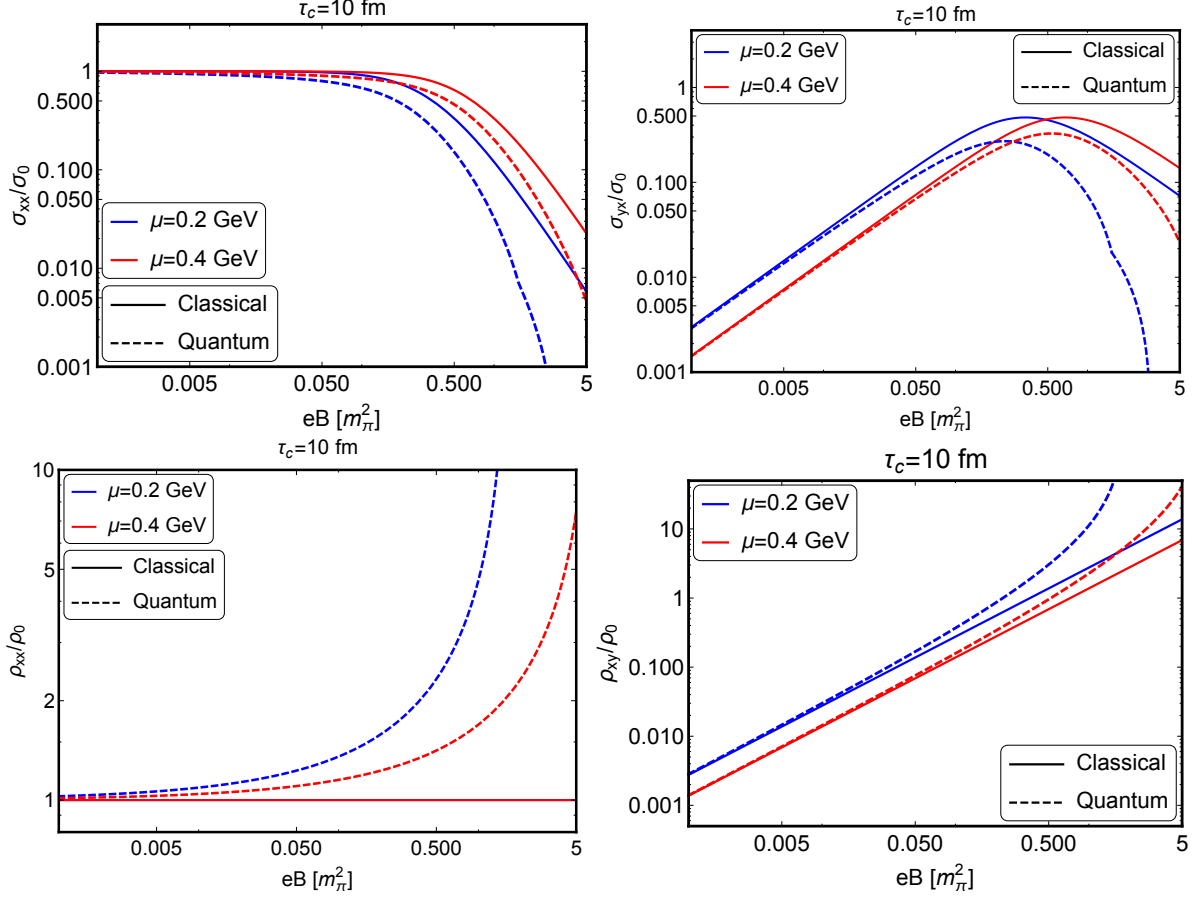 τc=10 fm
1
0.500
0.100
0.050
0.010
0.005
0.001
σxx/σ0
μ=0.2 GeV
μ=0.4 GeV
Classical
Quantum
0.005
0.050
0.500
5
eB [mπ²]
τc=10 fm
1
0.500
0.100
0.050
0.010
0.005
0.001
σyx/σ0
μ=0.2 GeV
μ=0.4 GeV
Classical
Quantum
0.005
0.050
0.500
5
eB [mπ²]
τc=10 fm
10
5
2
1
ρxx/ρ0
μ=0.2 GeV
μ=0.4 GeV
Classical
Quantum
0.005
0.050
0.500
5
eB [mπ²]
τc=10 fm
10
1
0.100
0.010
0.001
ρxy/ρ0
μ=0.2 GeV
μ=0.4 GeV
Classical
Quantum
0.005
0.050
0.500
5
eB [mπ²]